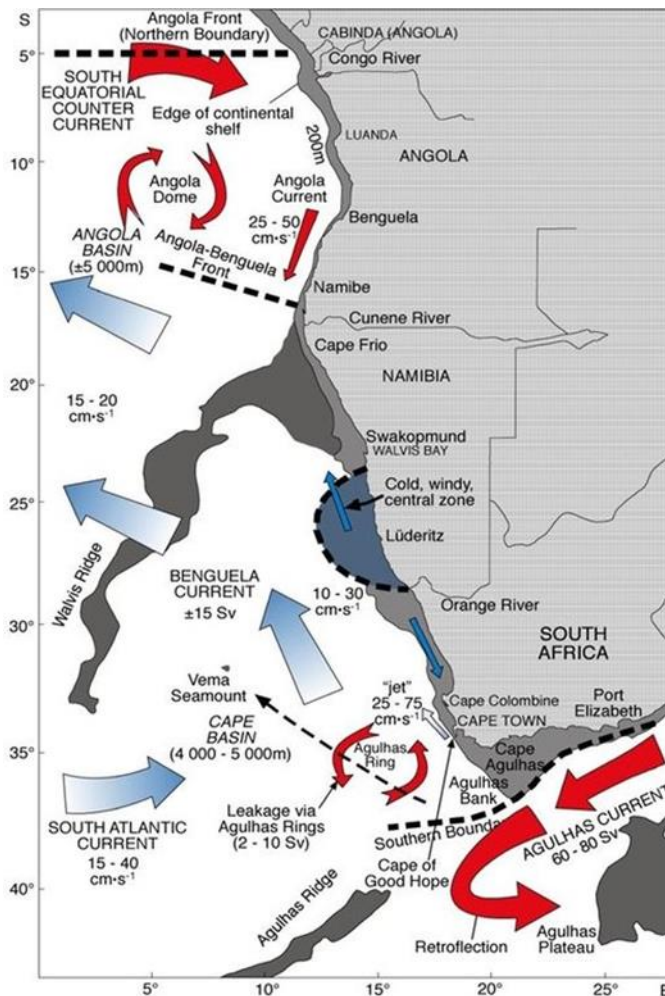 S
Angola Front
(Northern Boundary)
CABINDA (ANGOLA)
5°
Congo River
SOUTH
EQUATORIAL
COUNTER
CURRENT
Edge of continental
shelf
200m
LUANDA
10°
ANGOLA
Angola
Dome
Angola
Current
25 - 50
cm·s-1
Benguela
ANGOLA
BASIN
(±5 000m)
Angola-Benguela
Front
15°
Namibe
Cunene River
Cape Frio
20°
15 - 20
cm·s-1
NAMIBIA
Swakopmund
WALVIS BAY
Cold, windy,
central zone
25°
Lüderitz
Walvis Ridge
BENGUELA
CURRENT
±15 Sv
10 - 30
cm·s-1
Orange River
30°
SOUTH
AFRICA
Vema
Seamount
"jet"
25 - 75
cm·s-1
Cape Colombine
CAPE TOWN
Port
Elizabeth
CAPE
BASIN
(4 000 - 5 000m)
35°
Agulhas
Ring
Cape
Agulhas
Agulhas
Bank
Leakage via
Agulhas Rings
(2 - 10 Sv)
SOUTH ATLANTIC
CURRENT
15 - 40
cm·s-1
Southern Bounda
AGULHAS CURRENT
60 - 80 Sv
Cape of
Good Hope
40°
Agulhas Ridge
Retroflection
Agulhas
Plateau
5°
10°
15°
20°
25°
E